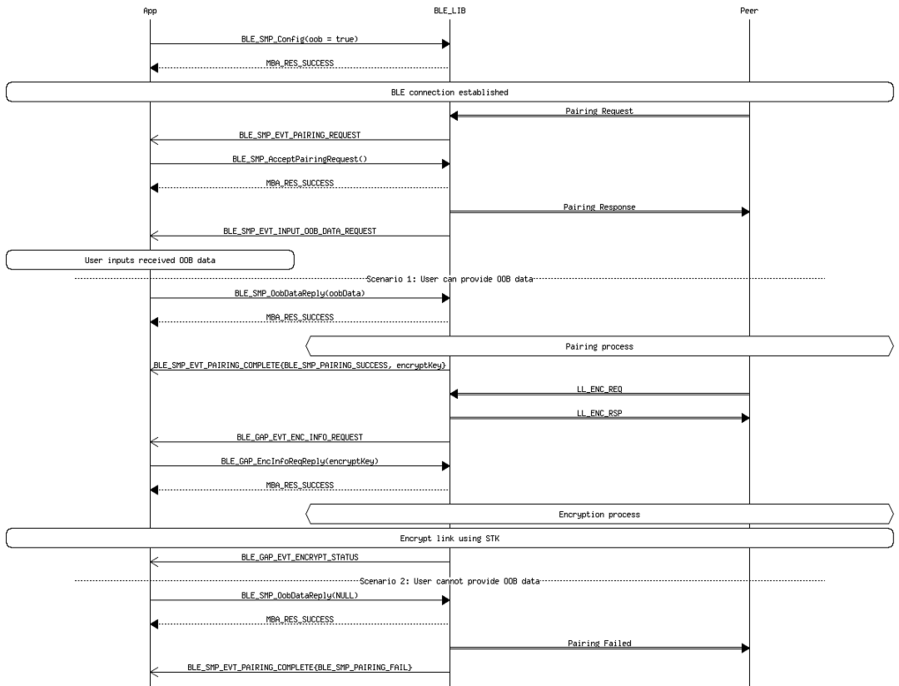 App BLE_LIB Peer
BLE_SMP_Config(oob = true)
MBA_RES_SUCCESS
BLE connection established
Pairing Request
BLE_SMP_EVT_PAIRING_REQUEST
BLE_SMP_AcceptPairingRequest()
MBA_RES_SUCCESS
Pairing Response
BLE_SMP_EVT_INPUT_OOB_DATA_REQUEST
User inputs received OOB data
Scenario 1: User can provide OOB data
BLE_SMP_OobDataReply(oobData)
MBA_RES_SUCCESS
Pairing process
BLE_SMP_EVT_PAIRING_COMPLETE{BLE_SMP_PAIRING_SUCCESS, encryptKey}
LL_ENC_REQ
LL_ENC_RSP
BLE_GAP_EVT_ENC_INFO_REQUEST
BLE_GAP_EncInfoReqReply(encryptKey)
MBA_RES_SUCCESS
Encryption process
Encrypt link using STK
BLE_GAP_EVT_ENCRYPT_STATUS
Scenario 2: User cannot provide OOB data
BLE_SMP_OobDataReply(NULL)
MBA_RES_SUCCESS
Pairing Failed
BLE_SMP_EVT_PAIRING_COMPLETE{BLE_SMP_PAIRING_FAIL}